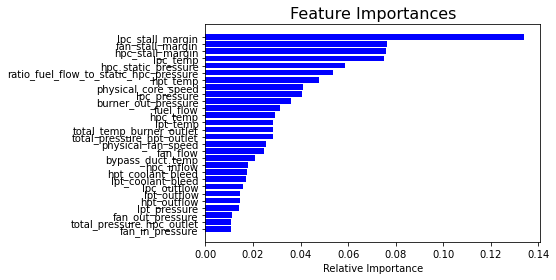 Feature Importances
lpc_stall_margin
fan_stall_margin
hpc_stall_margin
lpc_temp
hpc_static_pressure
ratio_fuel_flow_to_static_hpc_pressure
hpt_temp
physical_core_speed
lpc_pressure
burner_out_pressure
fuel_flow
hpc_temp
lpt_temp
total_temp_burner_outlet
total_pressure_hpt_outlet
physical_fan_speed
fan_flow
bypass_duct_temp
hpc_inflow
hpt_coolant_bleed
lpt_coolant_bleed
lpc_outflow
lpt_outflow
hpt_outflow
lpt_pressure
fan_out_pressure
total_pressure_hpc_outlet
fan_in_pressure
0.00 0.02 0.04 0.06 0.08 0.10 0.12 0.14
Relative Importance